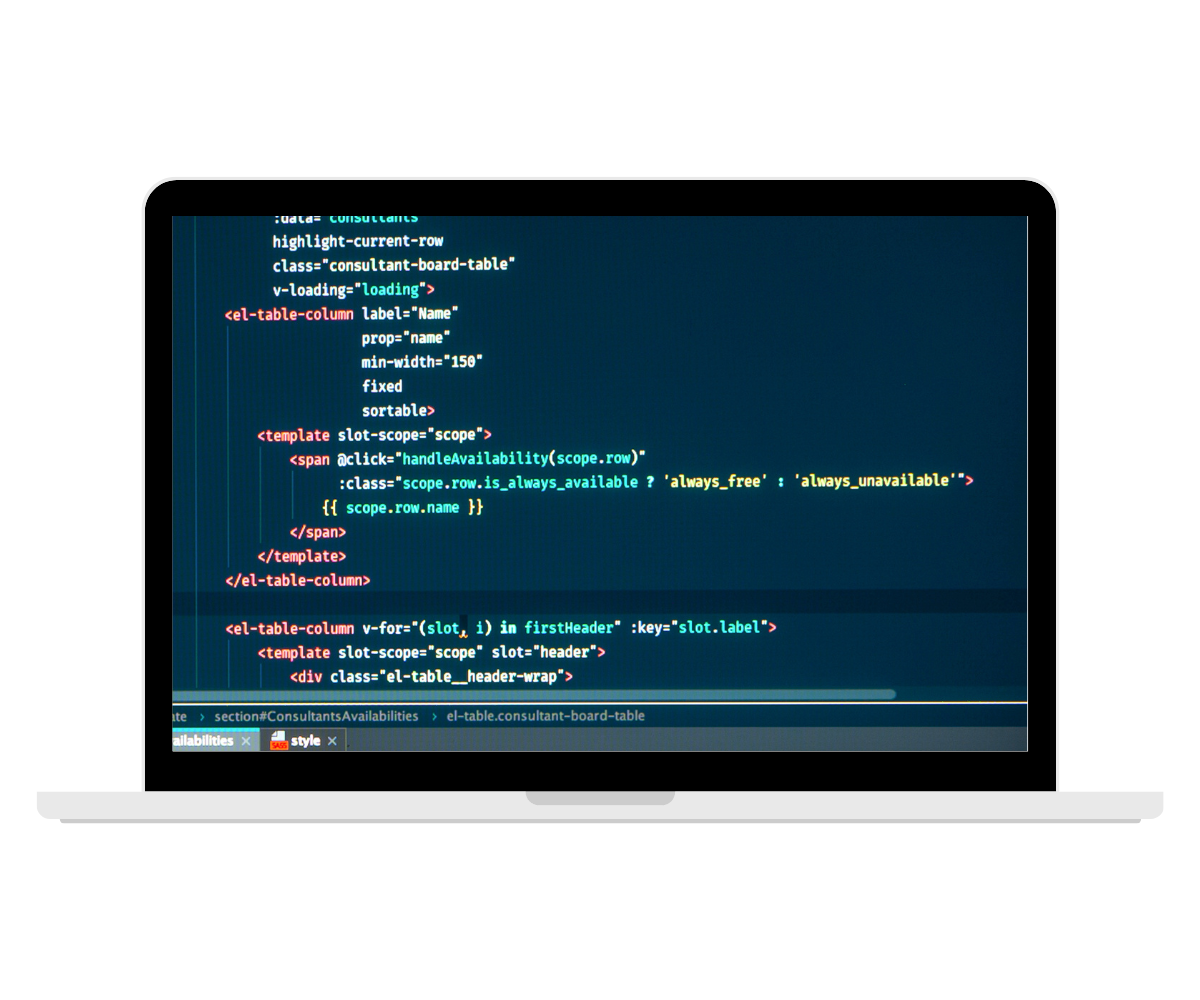 :data="consultants
highlight-current-row
class="consultant-board-table"
v-loading="loading">
<el-table-column label="Name"
prop="name"
min-width="150"
fixed
sortable>
<template slot-scope="scope">
<span @click="handleAvailability(scope.row)"
:class="scope.row.is_always_available ? 'always_free' : 'always_unavailable'">
{{ scope.row.name }}
</span>
</template>
</el-table-column>
<el-table-column v-for="(slot, i) in firstHeader" :key="slot.label">
<template slot-scope="scope" slot="header">
<div class="el-table__header-wrap">
ate › section#ConsultantsAvailabilities › el-table.consultant-board-table
ailabilities × SASS style ×